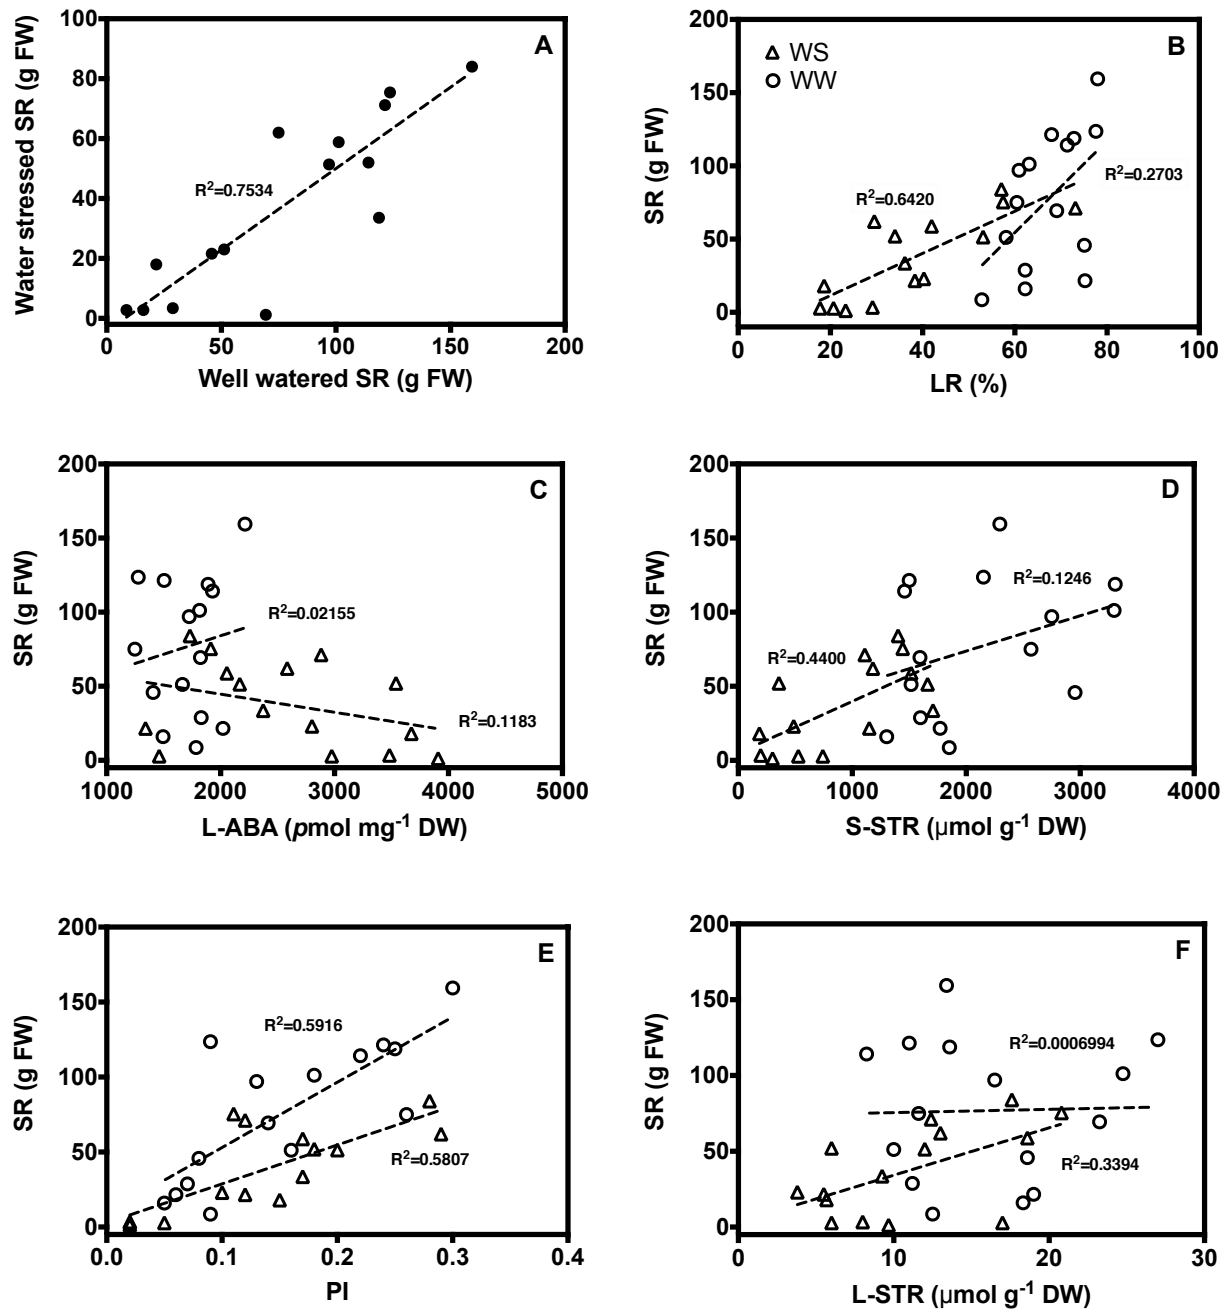 A
Water stressed SR (g FW)
100
80
60
40
20
0
R²=0.7534
0 50 100 150 200
Well watered SR (g FW)
B
WS
WW
SR (g FW)
200
150
100
50
0
R²=0.6420
R²=0.2703
0 20 40 60 80 100
LR (%)
C
SR (g FW)
200
150
100
50
0
R²=0.02155
R²=0.1183
1000 2000 3000 4000 5000
L-ABA (pmol mg⁻¹ DW)
D
SR (g FW)
200
150
100
50
0
R²=0.1246
R²=0.4400
0 1000 2000 3000 4000
S-STR (µmol g⁻¹ DW)
E
SR (g FW)
200
150
100
50
0
R²=0.5916
R²=0.5807
0.0 0.1 0.2 0.3 0.4
PI
F
SR (g FW)
200
150
100
50
0
R²=0.0006994
R²=0.3394
0 10 20 30
L-STR (µmol g⁻¹ DW)